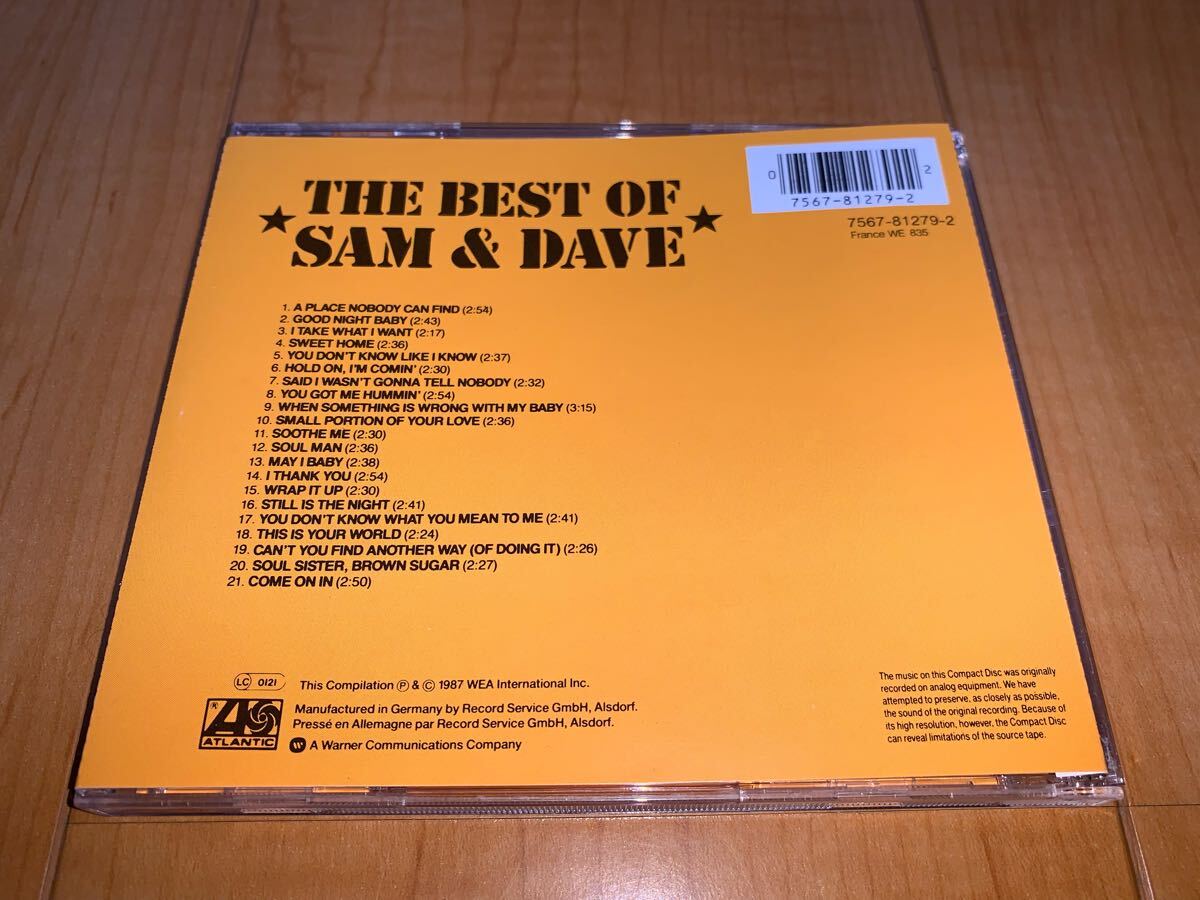 THE BEST OF
★ SAM & DAVE ★
0 7567-81279-2 2
7567-81279-2
France WE 835
1. A PLACE NOBODY CAN FIND (2:54)
2. GOOD NIGHT BABY (2:43)
3. I TAKE WHAT I WANT (2:17)
4. SWEET HOME (2:36)
5. YOU DON'T KNOW LIKE I KNOW (2:37)
6. HOLD ON, I'M COMIN' (2:30)
7. SAID I WASN'T GONNA TELL NOBODY (2:32)
8. YOU GOT ME HUMMIN' (2:54)
9. WHEN SOMETHING IS WRONG WITH MY BABY (3:15)
10. SMALL PORTION OF YOUR LOVE (2:36)
11. SOOTHE ME (2:30)
12. SOUL MAN (2:36)
13. MAY I BABY (2:38)
14. I THANK YOU (2:54)
15. WRAP IT UP (2:30)
16. STILL IS THE NIGHT (2:41)
17. YOU DON'T KNOW WHAT YOU MEAN TO ME (2:41)
18. THIS IS YOUR WORLD (2:24)
19. CAN'T YOU FIND ANOTHER WAY (OF DOING IT) (2:26)
20. SOUL SISTER, BROWN SUGAR (2:27)
21. COME ON IN (2:50)
LC 0121
This Compilation Ⓟ & © 1987 WEA International Inc.
Manufactured in Germany by Record Service GmbH, Alsdorf.
Pressé en Allemagne par Record Service GmbH, Alsdorf.
® ATLANTIC
A Warner Communications Company
The music on this Compact Disc was originally
recorded on analog equipment. We have
attempted to preserve, as closely as possible,
the sound of the original recording. Because of
its high resolution, however, the Compact Disc
can reveal limitations of the source tape.